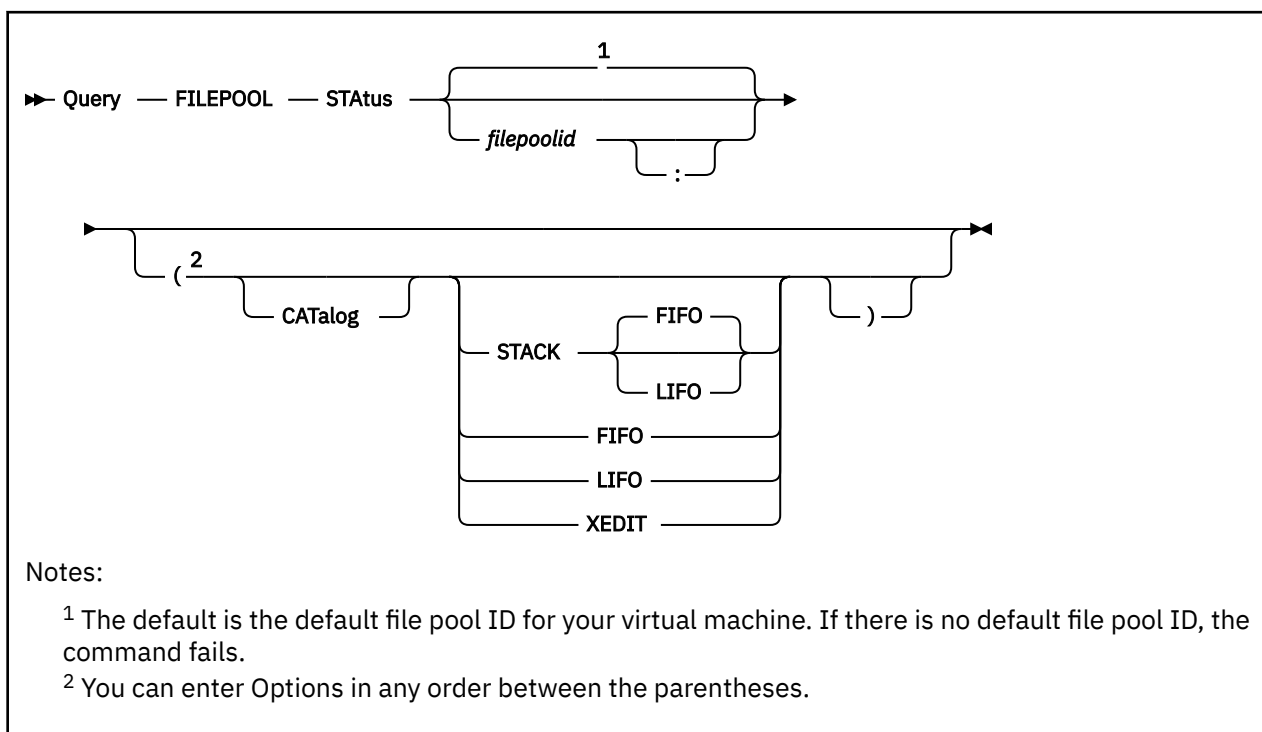 1
Query FILEPOOL STAtus
filepoolid
:
( 2
CATalog
)
FIFO
STACK
LIFO
FIFO
LIFO
XEDIT
Notes:
1 The default is the default file pool ID for your virtual machine. If there is no default file pool ID, the
command fails.
2 You can enter Options in any order between the parentheses.